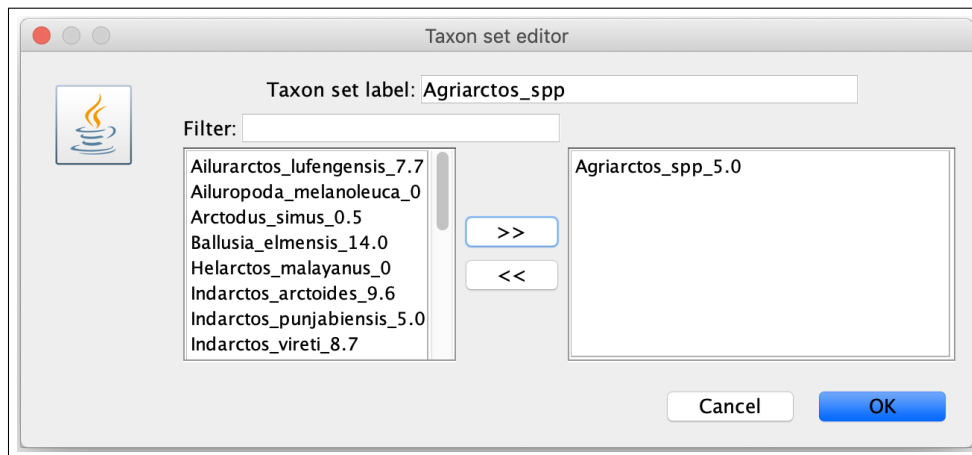 Taxon set editor
Taxon set label: Agriarctos_spp
Filter:
Ailurarctos_lufengensis_7.7
Ailuropoda_melanoleuca_0
Arctodus_simus_0.5
Ballusia_elmensis_14.0
Helarctos_malayanus_0
Indarctos_arctoides_9.6
Indarctos_punjabiensis_5.0
Indarctos_vireti_8.7
>>
<<
Agriarctos_spp_5.0
Cancel
OK